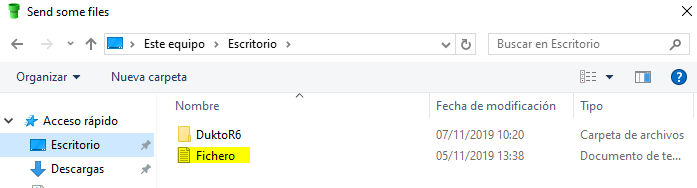 Send some files
Este equipo > Escritorio >
Buscar en Escritorio
Organizar
Nueva carpeta
?
Nombre
Fecha de modificación
Tipo
Acceso rápido
Escritorio
Descargas
DuktoR6
07/11/2019 10:20
Carpeta de archivos
Fichero
05/11/2019 13:38
Documento de te...